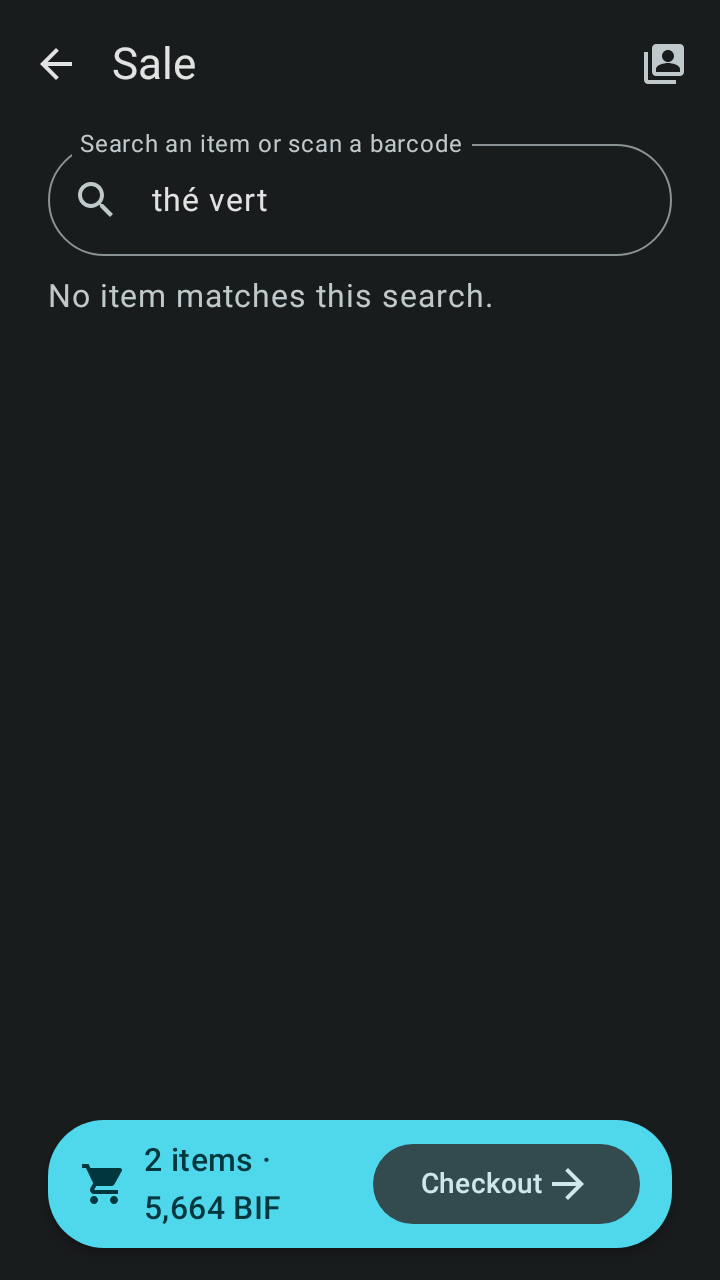 Sale
Search an item or scan a barcode
thé vert
No item matches this search.
2 items ·
5,664 BIF
Checkout